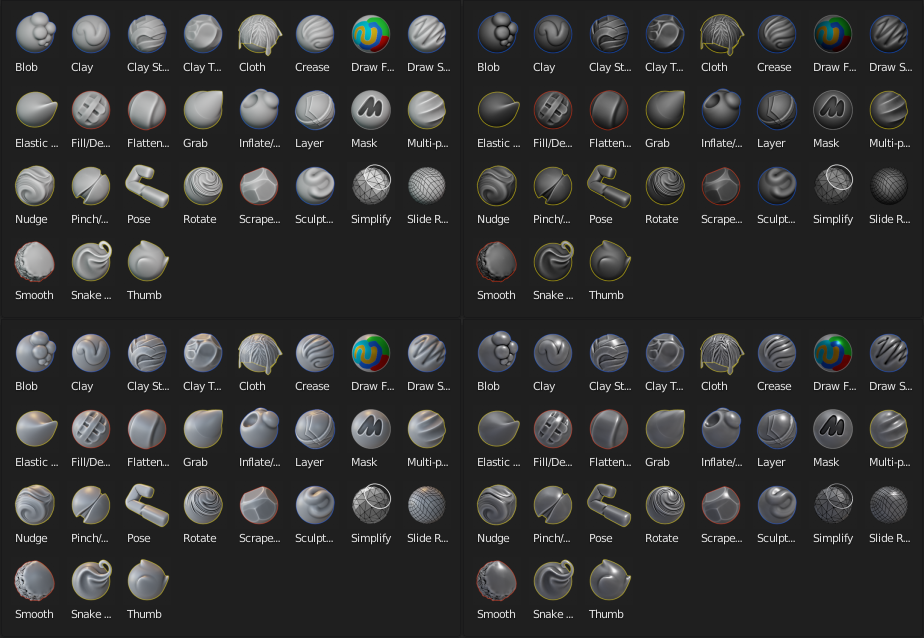 Blob Clay Clay St... Clay T... Cloth Crease Draw F... Draw S... Blob Clay Clay St... Clay T... Cloth Crease Draw F... Draw S...
Elastic ... Fill/De... Flatten... Grab Inflate/... Layer Mask Multi-p... Elastic ... Fill/De... Flatten... Grab Inflate/... Layer Mask Multi-p...
Nudge Pinch/... Pose Rotate Scrape... Sculpt... Simplify Slide R... Nudge Pinch/... Pose Rotate Scrape... Sculpt... Simplify Slide R...
Smooth Snake ... Thumb Smooth Snake ... Thumb
Blob Clay Clay St... Clay T... Cloth Crease Draw F... Draw S... Blob Clay Clay St... Clay T... Cloth Crease Draw F... Draw S...
Elastic ... Fill/De... Flatten... Grab Inflate/... Layer Mask Multi-p... Elastic ... Fill/De... Flatten... Grab Inflate/... Layer Mask Multi-p...
Nudge Pinch/... Pose Rotate Scrape... Sculpt... Simplify Slide R... Nudge Pinch/... Pose Rotate Scrape... Sculpt... Simplify Slide R...
Smooth Snake ... Thumb Smooth Snake ... Thumb